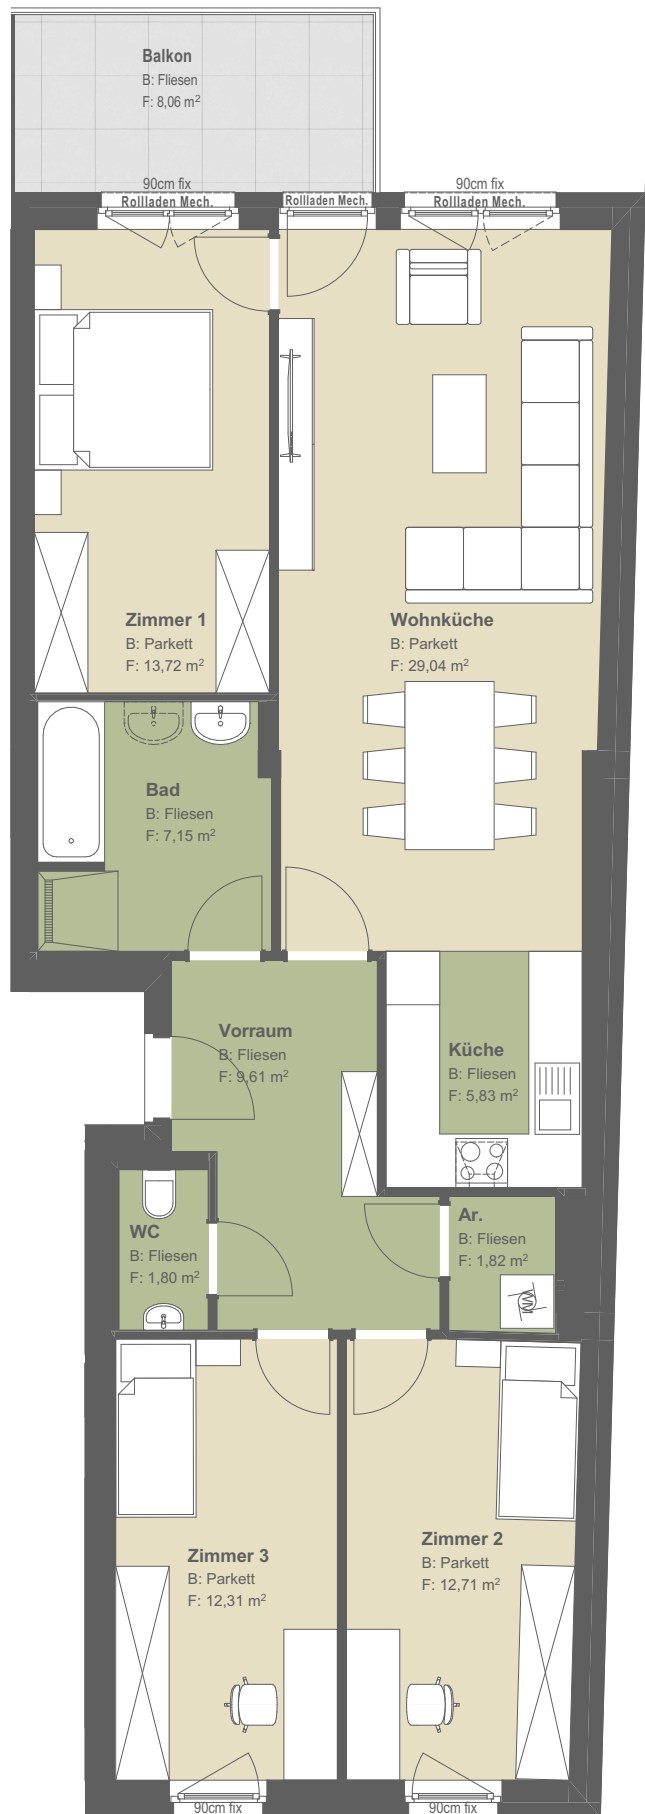 Balkon
B: Fliesen
F: 8,06 m²
90cm fix
90cm fix
Rollladen Mech.
Rollladen Mech.
Rollladen Mech.
Zimmer 1
B: Parkett
F: 13,72 m²
Wohnküche
B: Parkett
F: 29,04 m²
Bad
B: Fliesen
F: 7,15 m²
Vorraum
B: Fliesen
F: 9,61 m²
Küche
B: Fliesen
F: 5,83 m²
WC
B: Fliesen
F: 1,80 m²
Ar.
B: Fliesen
F: 1,82 m²
WM
Zimmer 3
B: Parkett
F: 12,31 m²
Zimmer 2
B: Parkett
F: 12,71 m²
90cm fix
90cm fix